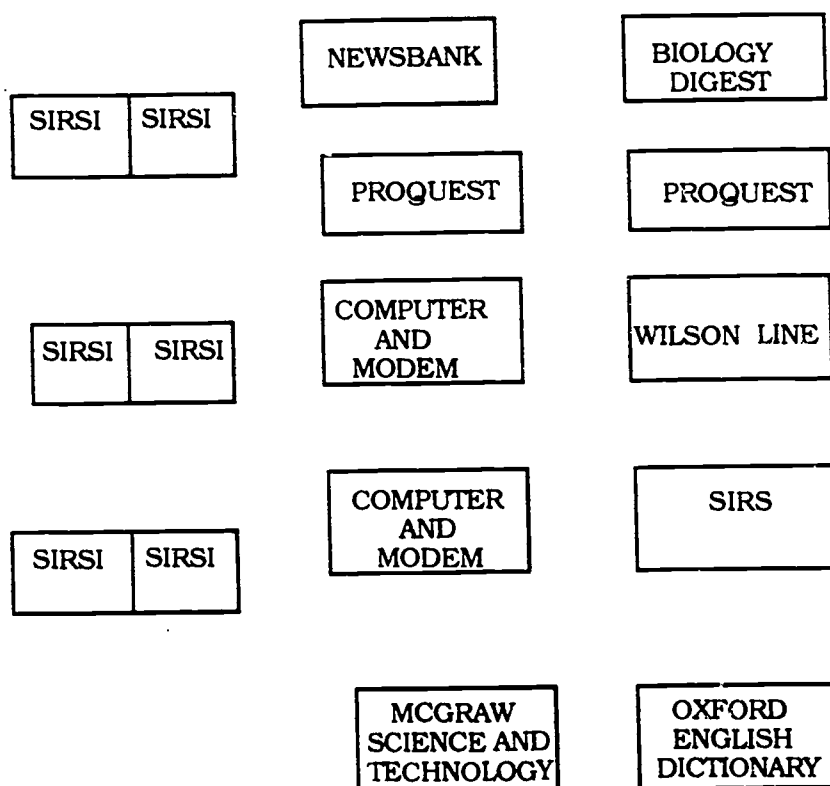 NEWSBANK
BIOLOGY
DIGEST
SIRSI SIRSI
PROQUEST
PROQUEST
COMPUTER
AND
MODEM
WILSON LINE
SIRSI SIRSI
COMPUTER
AND
MODEM
SIRS
SIRSI SIRSI
MCGRAW
SCIENCE AND
TECHNOLOGY
OXFORD
ENGLISH
DICTIONARY